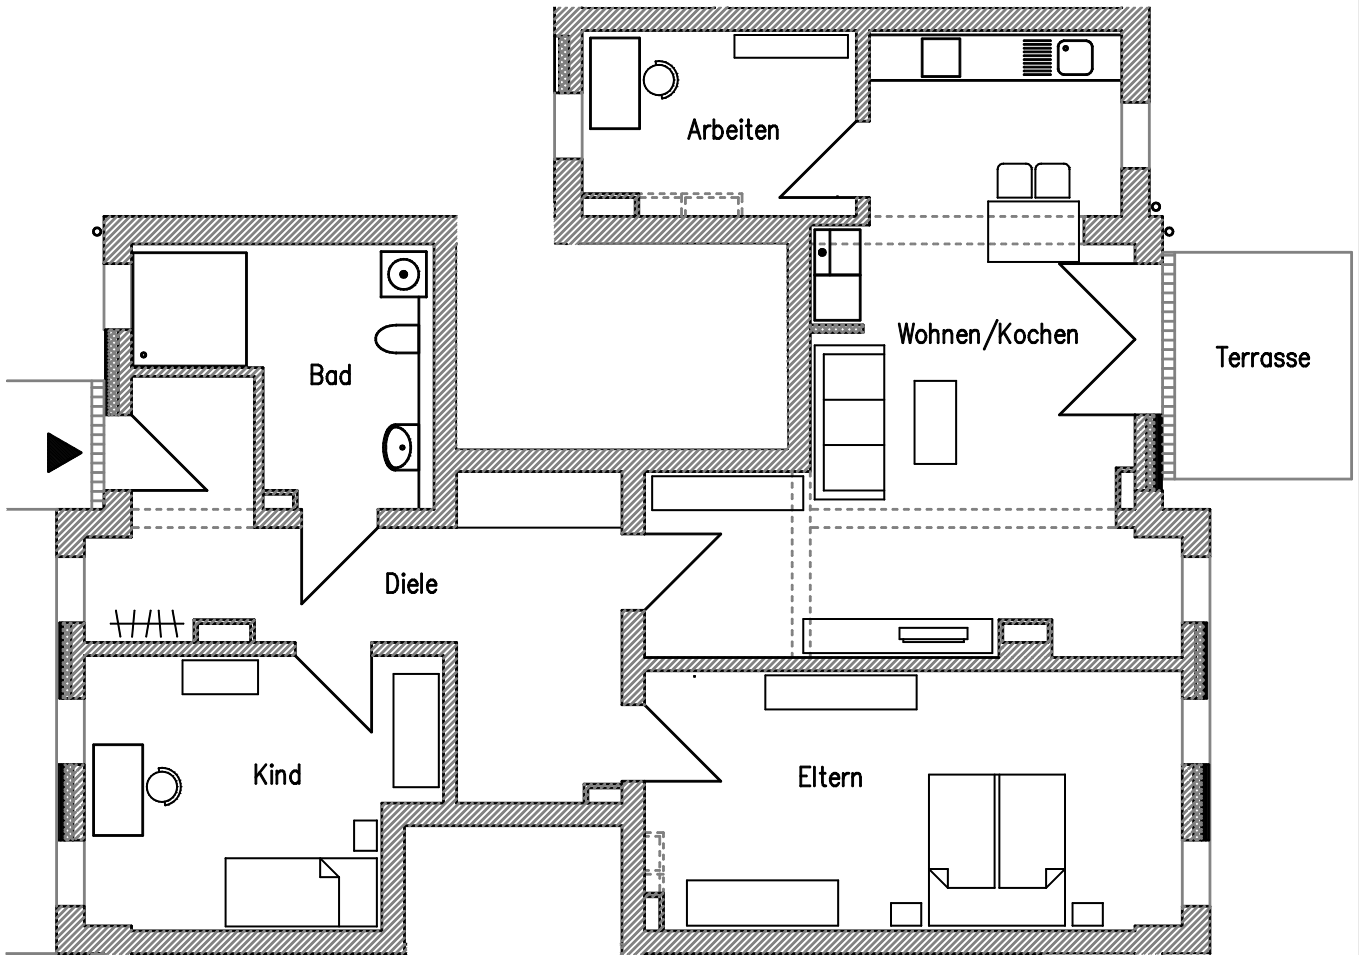 Arbeiten
Wohnen/Kochen
Terrasse
Bad
Diele
Kind
Eltern